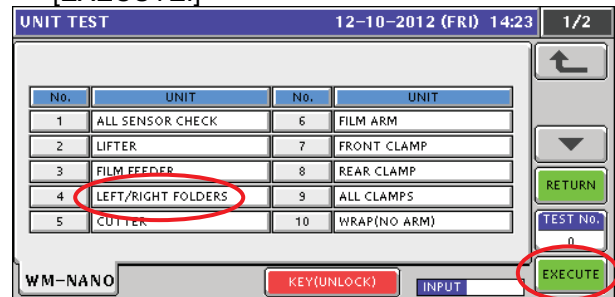 [EXECUTE.]
UNIT TEST 12-10-2012 (FRI) 14:23 1/2
No. UNIT No. UNIT
1 ALL SENSOR CHECK 6 FILM ARM
2 LIFTER 7 FRONT CLAMP
3 FILM FEEDER 8 REAR CLAMP
4 LEFT/RIGHT FOLDERS 9 ALL CLAMPS
5 CUTTER 10 WRAP(NO ARM)
RETURN
TEST No.
0
WM-NANO KEY(UNLOCK) INPUT EXECUTE